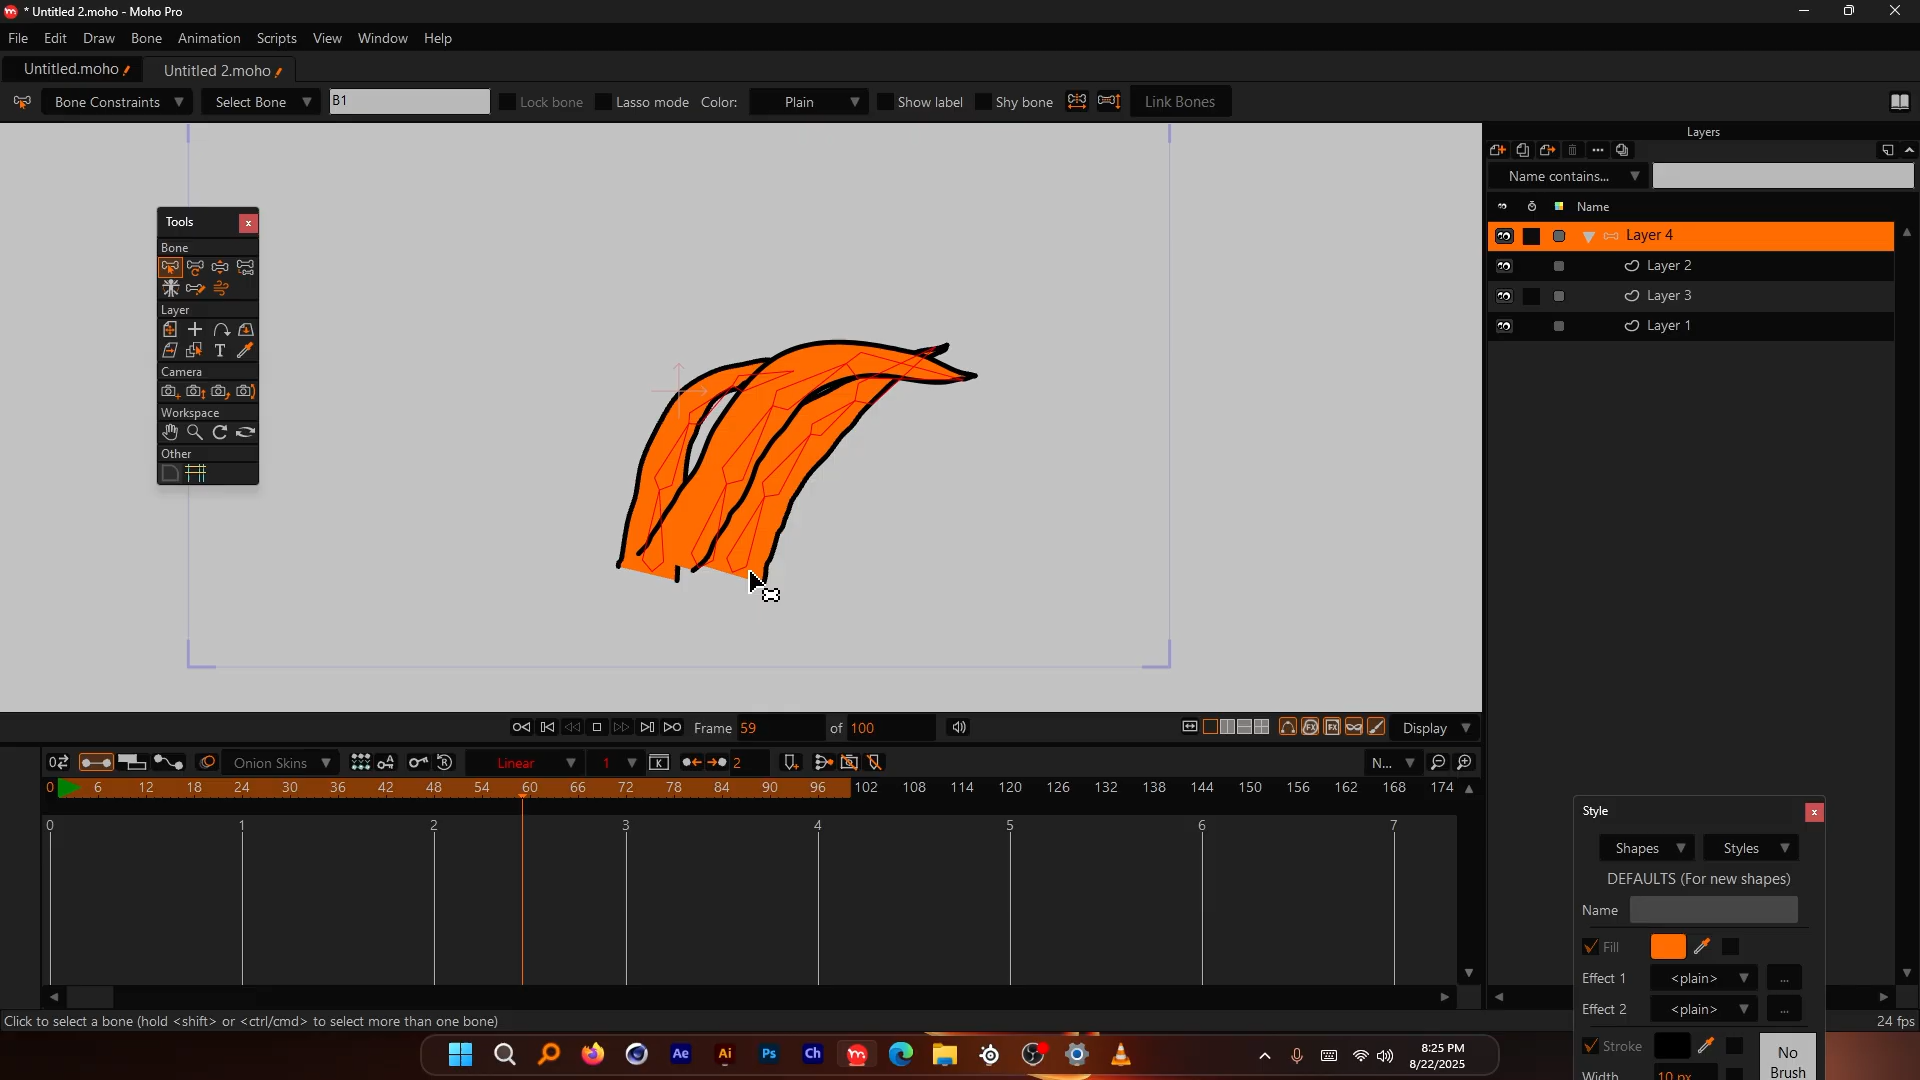 * Untitled 2.moho - Moho Pro
File Edit Draw Bone Animation Scripts View Window Help
Untitled.moho Untitled 2.moho
Bone Constraints Select Bone B1 Lock bone Lasso mode Color: Plain Show label Shy bone Link Bones
Layers
Name contains...
Name
Layer 4
Layer 2
Layer 3
Layer 1
Tools
Bone
Layer
T
Camera
Workspace
Other
Frame 59 of 100 Display
Onion Skins Linear 1 K 2 N...
0 6 12 18 24 30 36 42 48 54 60 66 72 78 84 90 96 102 108 114 120 126 132 138 144 150 156 162 168 174
0 1 2 3 4 5 6 7
Style
Shapes Styles
DEFAULTS (For new shapes)
Name
Fill
Effect 1 <plain> ...
Effect 2 <plain> ...
Stroke
No Brush
Width 10 px
Click to select a bone (hold <shift> or <ctrl/cmd> to select more than one bone)
24 fps
Ae Ai Ps Ch
8:25 PM
8/22/2025